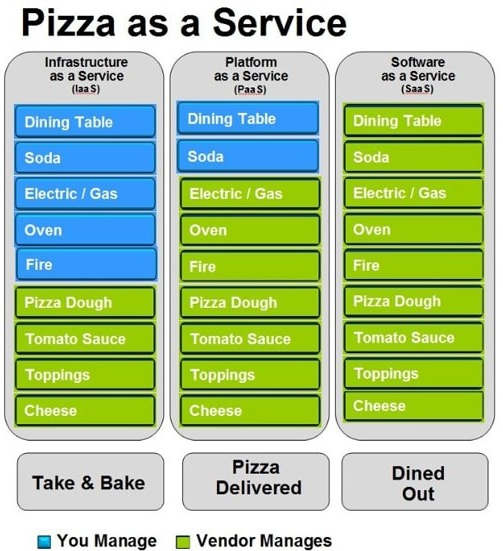 Pizza as a Service
Infrastructure
as a Service
(IaaS)
Dining Table
Soda
Electric / Gas
Oven
Fire
Pizza Dough
Tomato Sauce
Toppings
Cheese
Take & Bake
Platform
as a Service
(PaaS)
Dining Table
Soda
Electric / Gas
Oven
Fire
Pizza Dough
Tomato Sauce
Toppings
Cheese
Pizza
Delivered
Software
as a Service
(SaaS)
Dining Table
Soda
Electric / Gas
Oven
Fire
Pizza Dough
Tomato Sauce
Toppings
Cheese
Dined
Out
You Manage
Vendor Manages